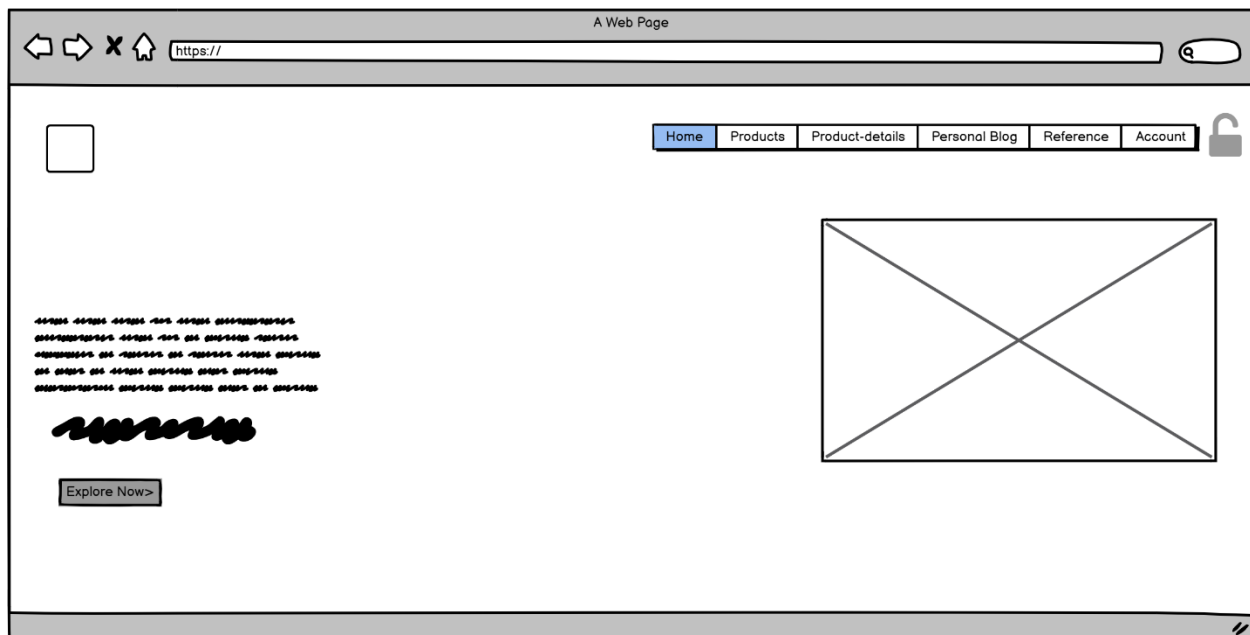 A Web Page
https://
Home Products Product-details Personal Blog Reference Account
Explore Now>